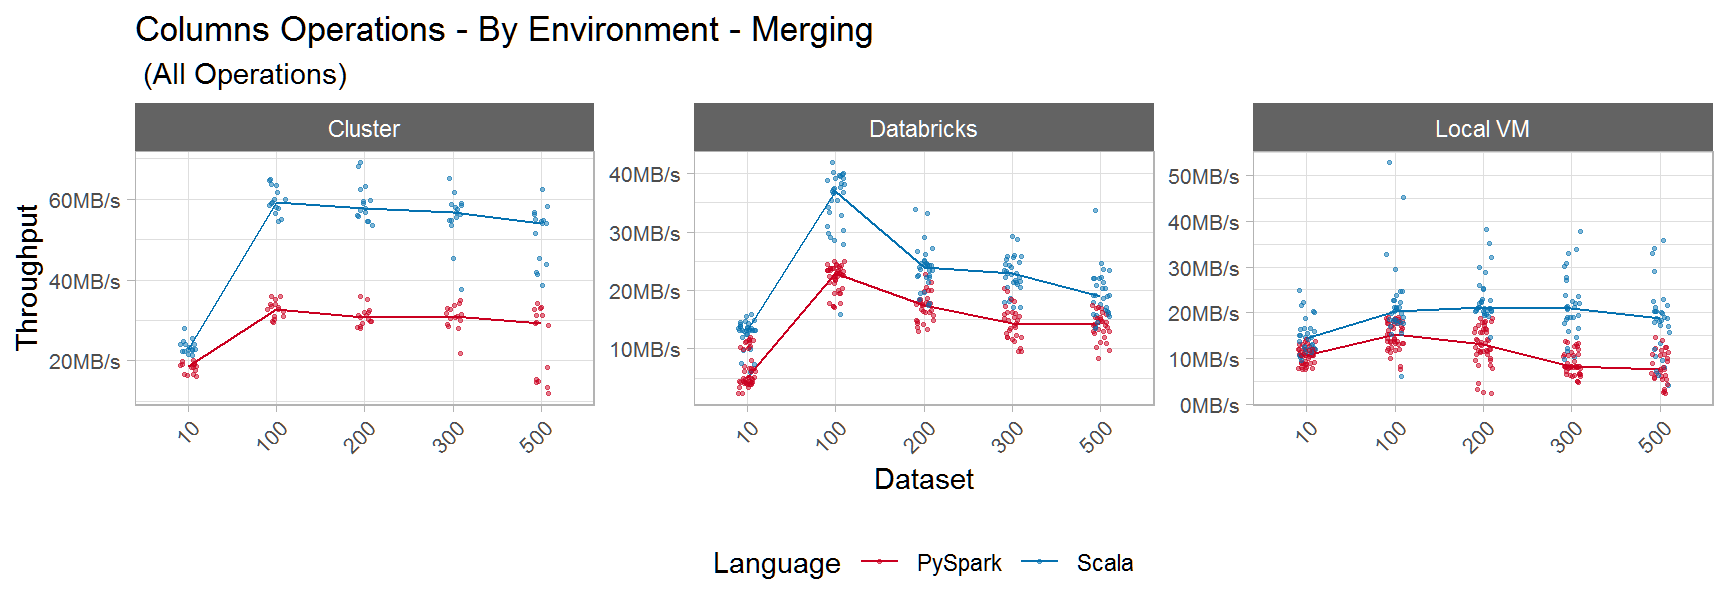 Columns Operations - By Environment - Merging
(All Operations)
Cluster
Databricks
Local VM
Throughput
60MB/s
40MB/s
20MB/s
40MB/s
30MB/s
20MB/s
10MB/s
50MB/s
40MB/s
30MB/s
20MB/s
10MB/s
0MB/s
10 100 200 300 500
10 100 200 300 500
10 100 200 300 500
Dataset
Language PySpark Scala